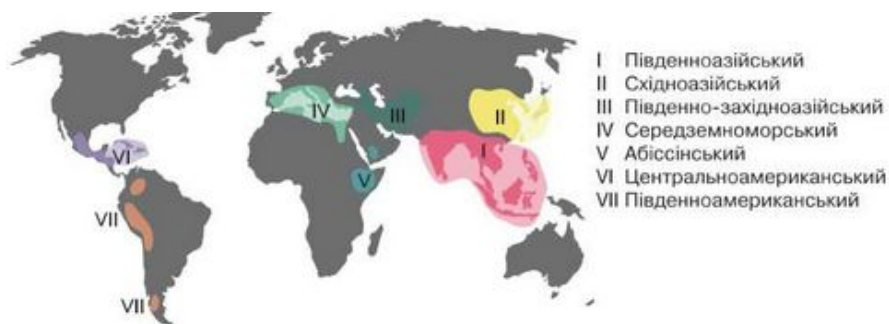 I Південноазійський
II Східноазійський
III Південно-західноазійський
IV Середземноморський
V Абіссінський
VI Центральноамериканський
VII Південноамериканський
IV
III
II
I
VI
V
VII
VII